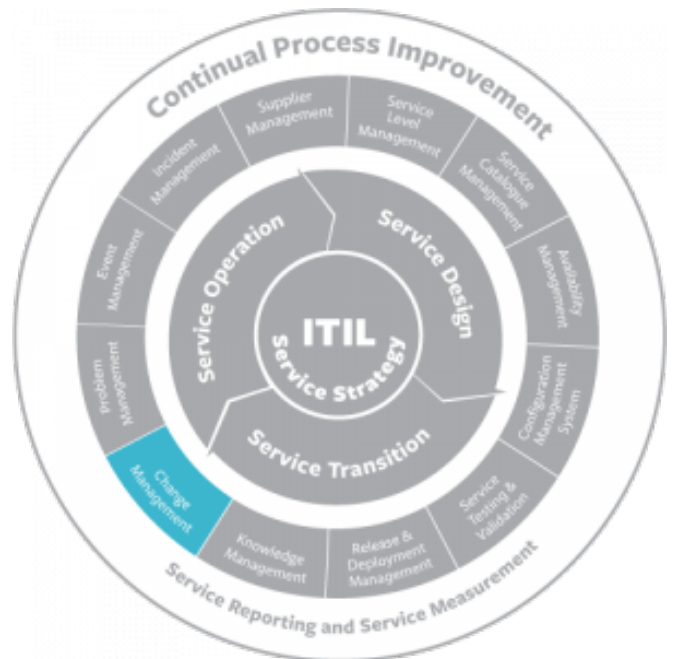 Continual Process Improvement
Supplier
Management
Service
Level
Management
Service
Catalogue
Management
Availability
Management
Configuration
Management
System
Service
Testing &
Validation
Release &
Deployment
Management
Knowledge
Management
Change
Management
Problem
Management
Event
Management
Incident
Management
Service Operation
Service Design
Service Transition
ITIL
Service Strategy
Service Reporting and Service Measurement